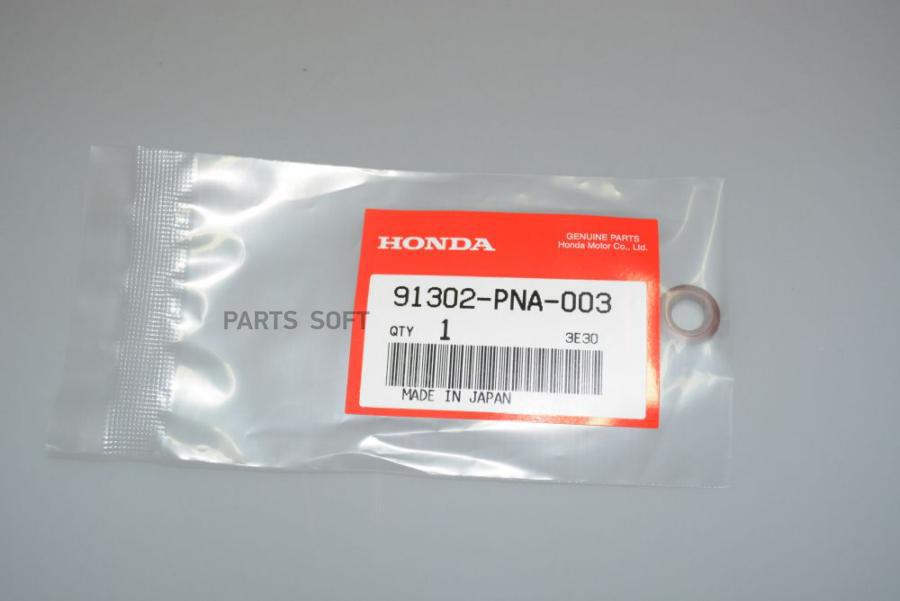 HONDA
GENUINE PARTS
Honda Motor Co., Ltd.
91302-PNA-003
PARTS SOFT
QTY 1 3E30
MADE IN JAPAN